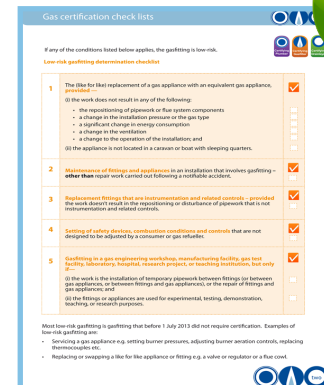 Gas certification check lists
If any of the conditions listed below applies, the gasfitting is low-risk.
Low-risk gasfitting determination checklist
1
The (like for like) replacement of a gas appliance with an equivalent gas appliance,
provided —
(i) the work does not result in any of the following:
• the repositioning of pipework or flue system components
• a change in the installation pressure or the gas type
• a significant change in energy consumption
• a change in the ventilation
• a change to the operation of the installation; and
(ii) the appliance is not located in a caravan or boat with sleeping quarters.
2
Maintenance of fittings and appliances in an installation that involves gasfitting –
other than repair work carried out following a notifiable accident.
3
Replacement fittings that are instrumentation and related controls – provided
the work doesn't result in the repositioning or disturbance of pipework that is not
instrumentation and related controls.
4
Setting of safety devices, combustion conditions and controls that are not
designed to be adjusted by a consumer or gas refueller.
5
Gasfitting in a gas engineering workshop, manufacturing facility, gas test
facility, laboratory, hospital, research project, or teaching institution, but only
if—
(i) the work is the installation of temporary pipework between fittings (or between
gas appliances, or between fittings and gas appliances), or the repair of fittings and
gas appliances; and
(ii) the fittings or appliances are used for experimental, testing, demonstration,
teaching, or research purposes.
Most low-risk gasfitting is gasfitting that before 1 July 2013 did not require certification. Examples of
low-risk gasfitting are:
• Servicing a gas appliance e.g. setting burner pressures, adjusting burner aeration controls, replacing
thermocouples etc.
• Replacing or swapping a like for like appliance or fitting e.g. a valve or regulator or a flue cowl.
two